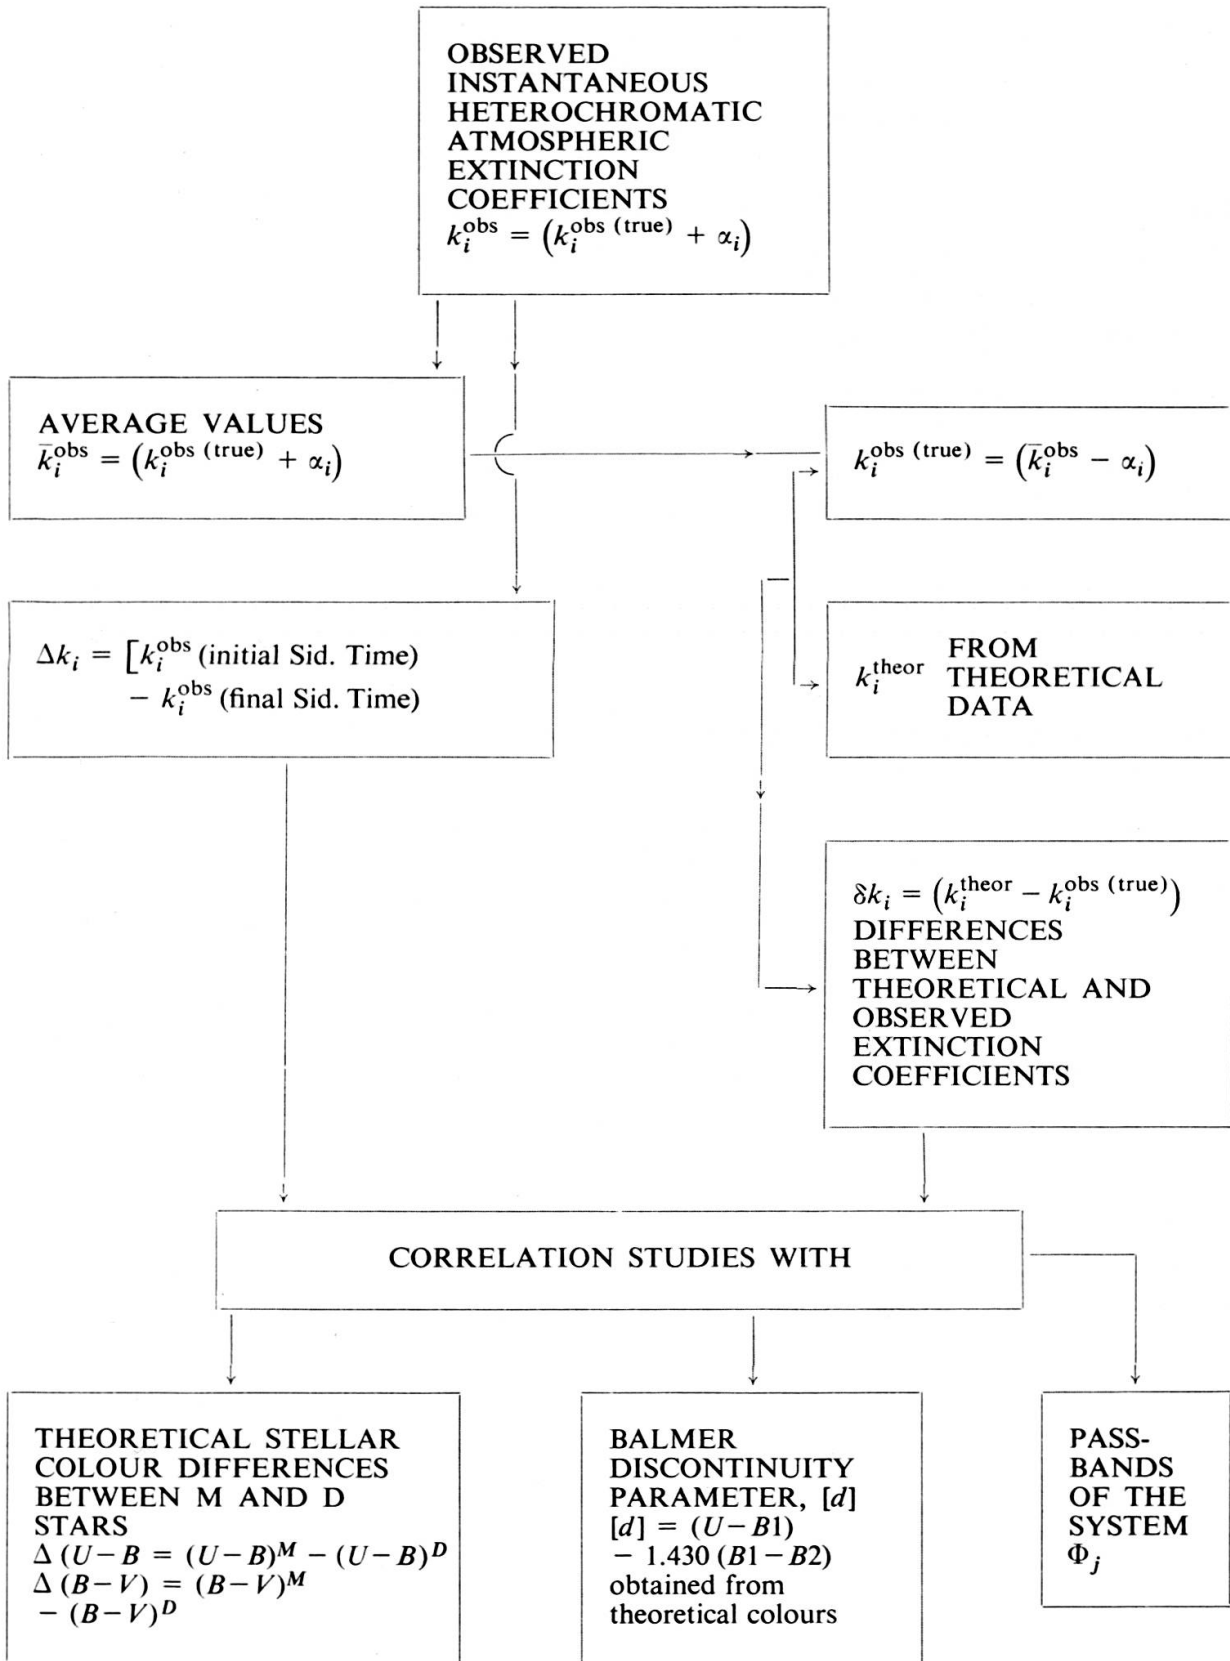 OBSERVED
INSTANTANEOUS
HETEROCHROMATIC
ATMOSPHERIC
EXTINCTION
COEFFICIENTS
k_i^obs = (k_i^obs (true) + α_i)
AVERAGE VALUES
k̄_i^obs = (k_i^obs (true) + α_i)
k_i^obs (true) = (k̄_i^obs − α_i)
Δk_i = [k_i^obs (initial Sid. Time)
− k_i^obs (final Sid. Time)
FROM
k_i^theor THEORETICAL
DATA
δk_i = (k_i^theor − k_i^obs (true))
DIFFERENCES
BETWEEN
THEORETICAL AND
OBSERVED
EXTINCTION
COEFFICIENTS
CORRELATION STUDIES WITH
THEORETICAL STELLAR
COLOUR DIFFERENCES
BETWEEN M AND D
STARS
Δ (U−B = (U−B)^M − (U−B)^D
Δ (B−V) = (B−V)^M
− (B−V)^D
BALMER
DISCONTINUITY
PARAMETER, [d]
[d] = (U−B1)
− 1.430 (B1−B2)
obtained from
theoretical colours
PASS-
BANDS
OF THE
SYSTEM
Φ_j